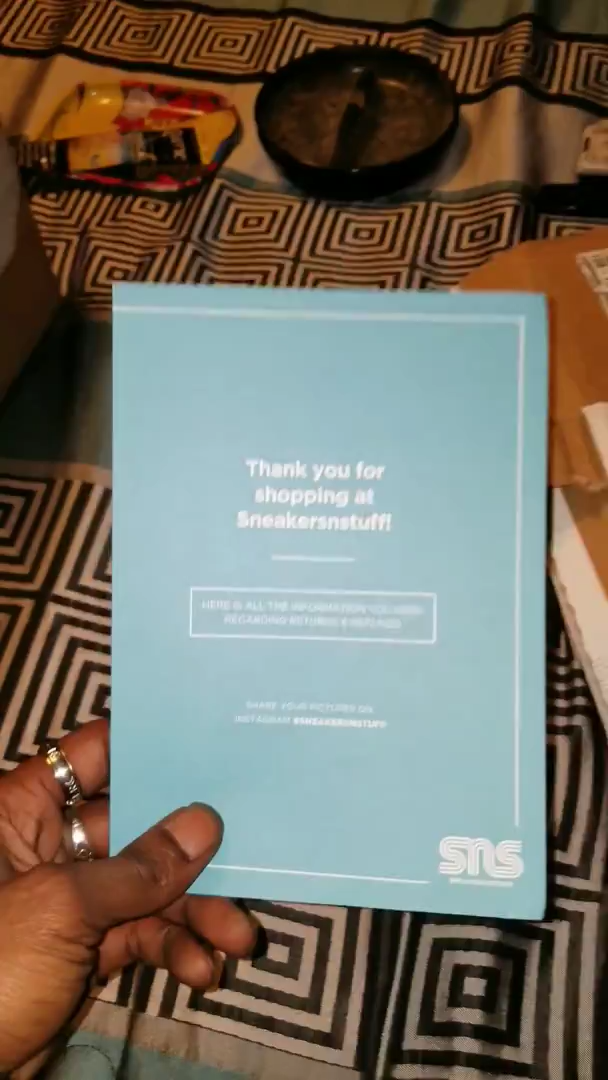 Thank you for
shopping at
Sneakersnstuff!
HERE IS ALL THE INFORMATION YOU NEED
REGARDING RETURNS & REFUNDS
SHARE YOUR PICTURES ON
INSTAGRAM #SNEAKERSNSTUFF
sns